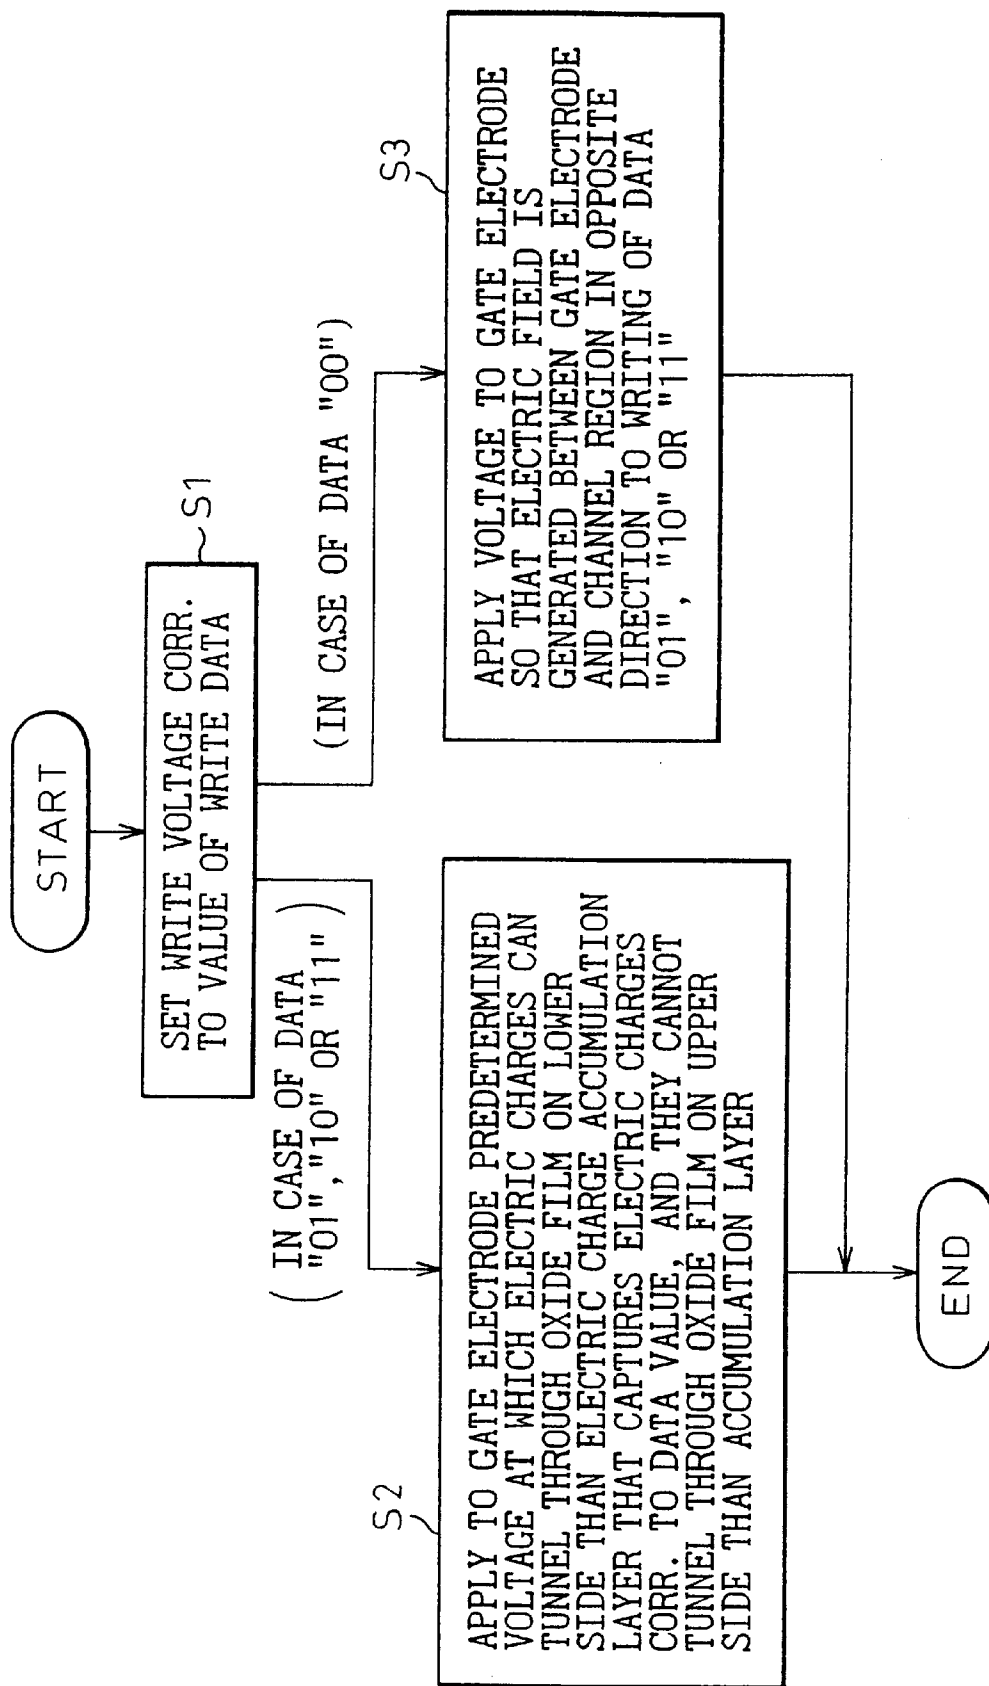 START
S1
SET WRITE VOLTAGE CORR.
TO VALUE OF WRITE DATA
(IN CASE OF DATA
"01","10" OR "11")
(IN CASE OF DATA "00")
S2
APPLY TO GATE ELECTRODE PREDETERMINED
VOLTAGE AT WHICH ELECTRIC CHARGES CAN
TUNNEL THROUGH OXIDE FILM ON LOWER
SIDE THAN ELECTRIC CHARGE ACCUMULATION
LAYER THAT CAPTURES ELECTRIC CHARGES
CORR. TO DATA VALUE, AND THEY CANNOT
TUNNEL THROUGH OXIDE FILM ON UPPER
SIDE THAN ACCUMULATION LAYER
S3
APPLY VOLTAGE TO GATE ELECTRODE
SO THAT ELECTRIC FIELD IS
GENERATED BETWEEN GATE ELECTRODE
AND CHANNEL REGION IN OPPOSITE
DIRECTION TO WRITING OF DATA
"01", "10" OR "11"
END